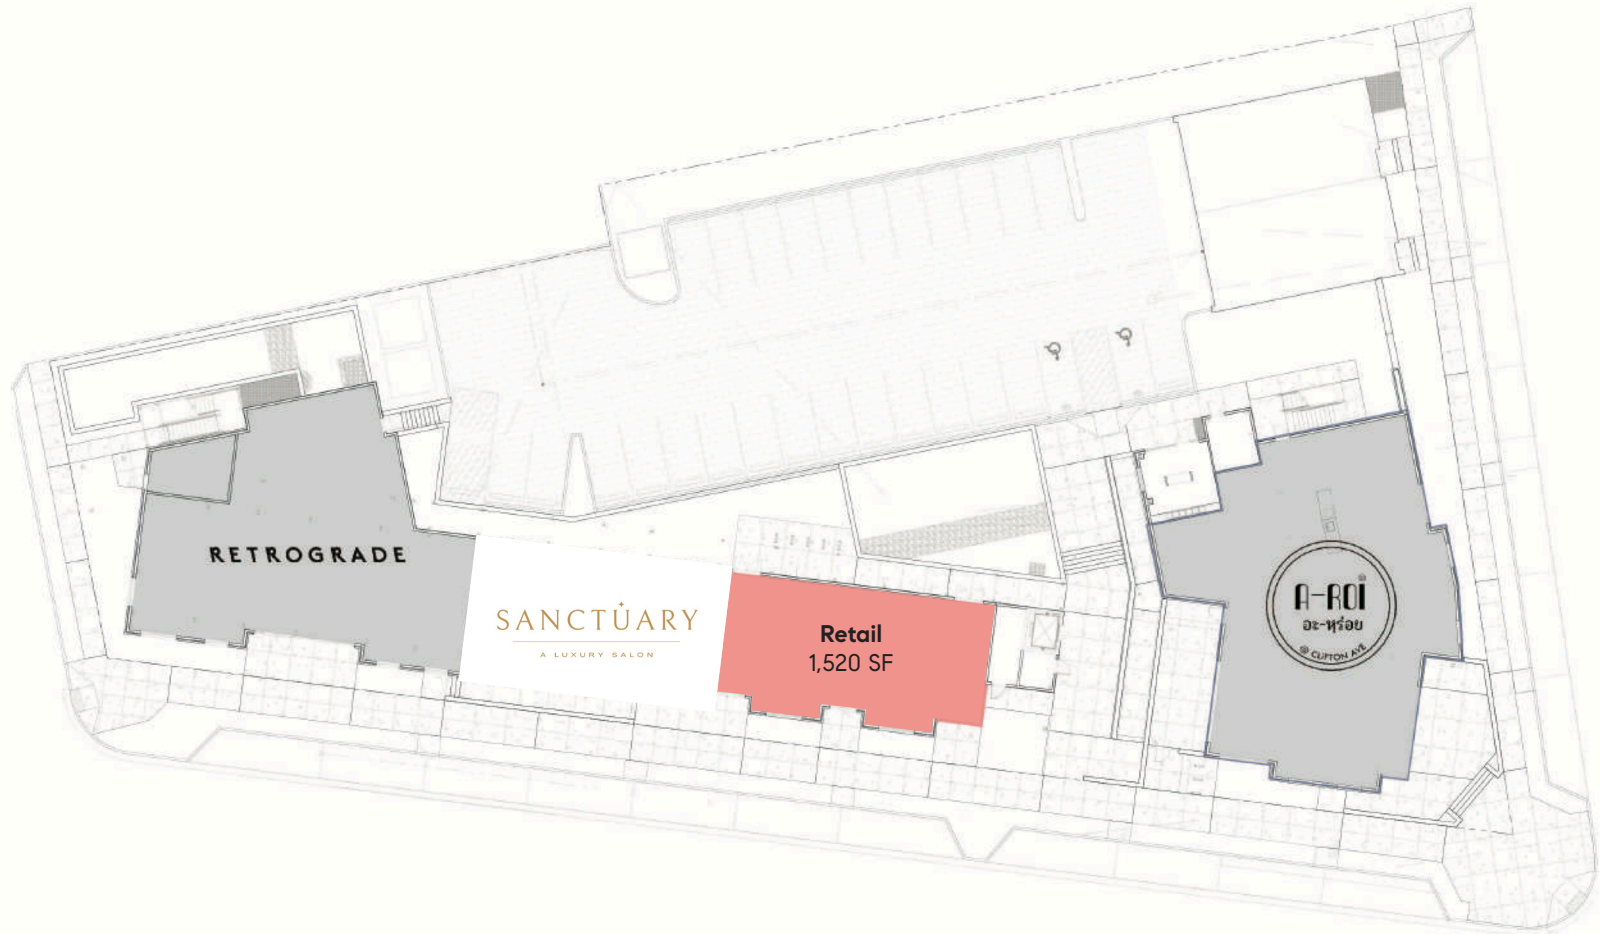 RETROGRADE
SANCTUARY
A LUXURY SALON
Retail
1,520 SF
A-ROI
อะ-หร่อย
@ CLIFTON AVE